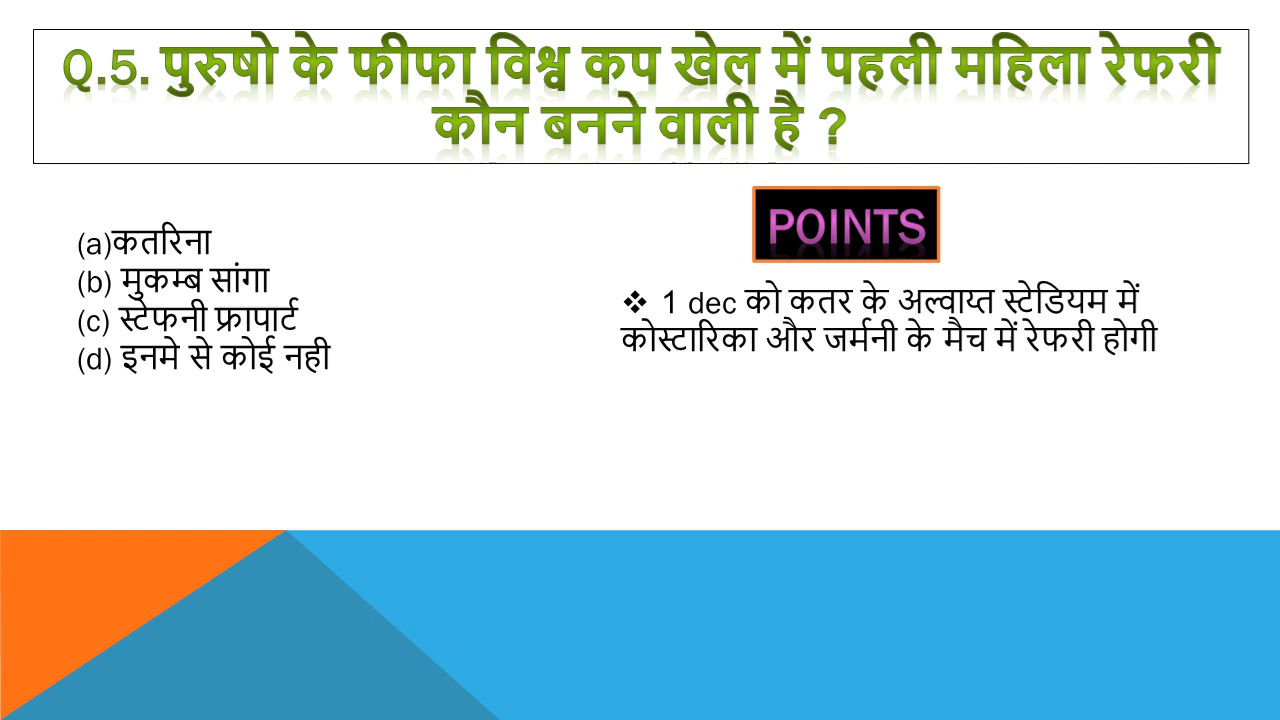 Q.5. पुरुषो के फीफा विश्व कप खेल में पहली महिला रेफरी
कौन बनने वाली है ?
(a)कतरिना
(b) मुकम्ब सांगा
(c) स्टेफनी फ्रापार्ट
(d) इनमे से कोई नही
POINTS
❖ 1 dec को कतर के अल्वाय्त स्टेडियम में
कोस्टारिका और जर्मनी के मैच में रेफरी होगी